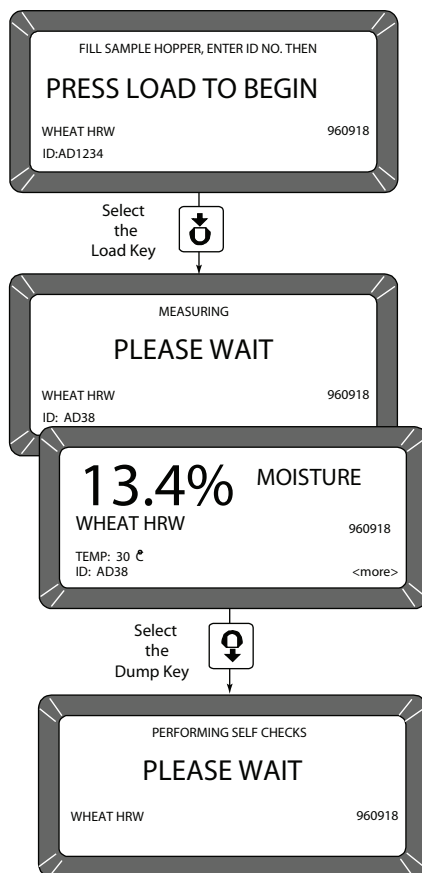 FILL SAMPLE HOPPER, ENTER ID NO. THEN
PRESS LOAD TO BEGIN
WHEAT HRW 960918
ID:AD1234
Select
the
Load Key
MEASURING
PLEASE WAIT
WHEAT HRW 960918
ID: AD38
13.4% MOISTURE
WHEAT HRW 960918
TEMP: 30 ℃
ID: AD38 <more>
Select
the
Dump Key
PERFORMING SELF CHECKS
PLEASE WAIT
WHEAT HRW 960918